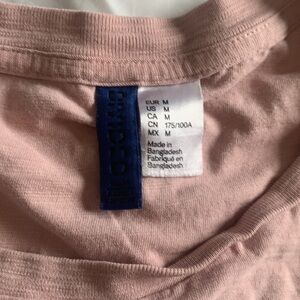 EUR M
US M
CA M
CN 175/100A
MX M
Made in
Bangladesh
Fabriqué en
Bangladesh